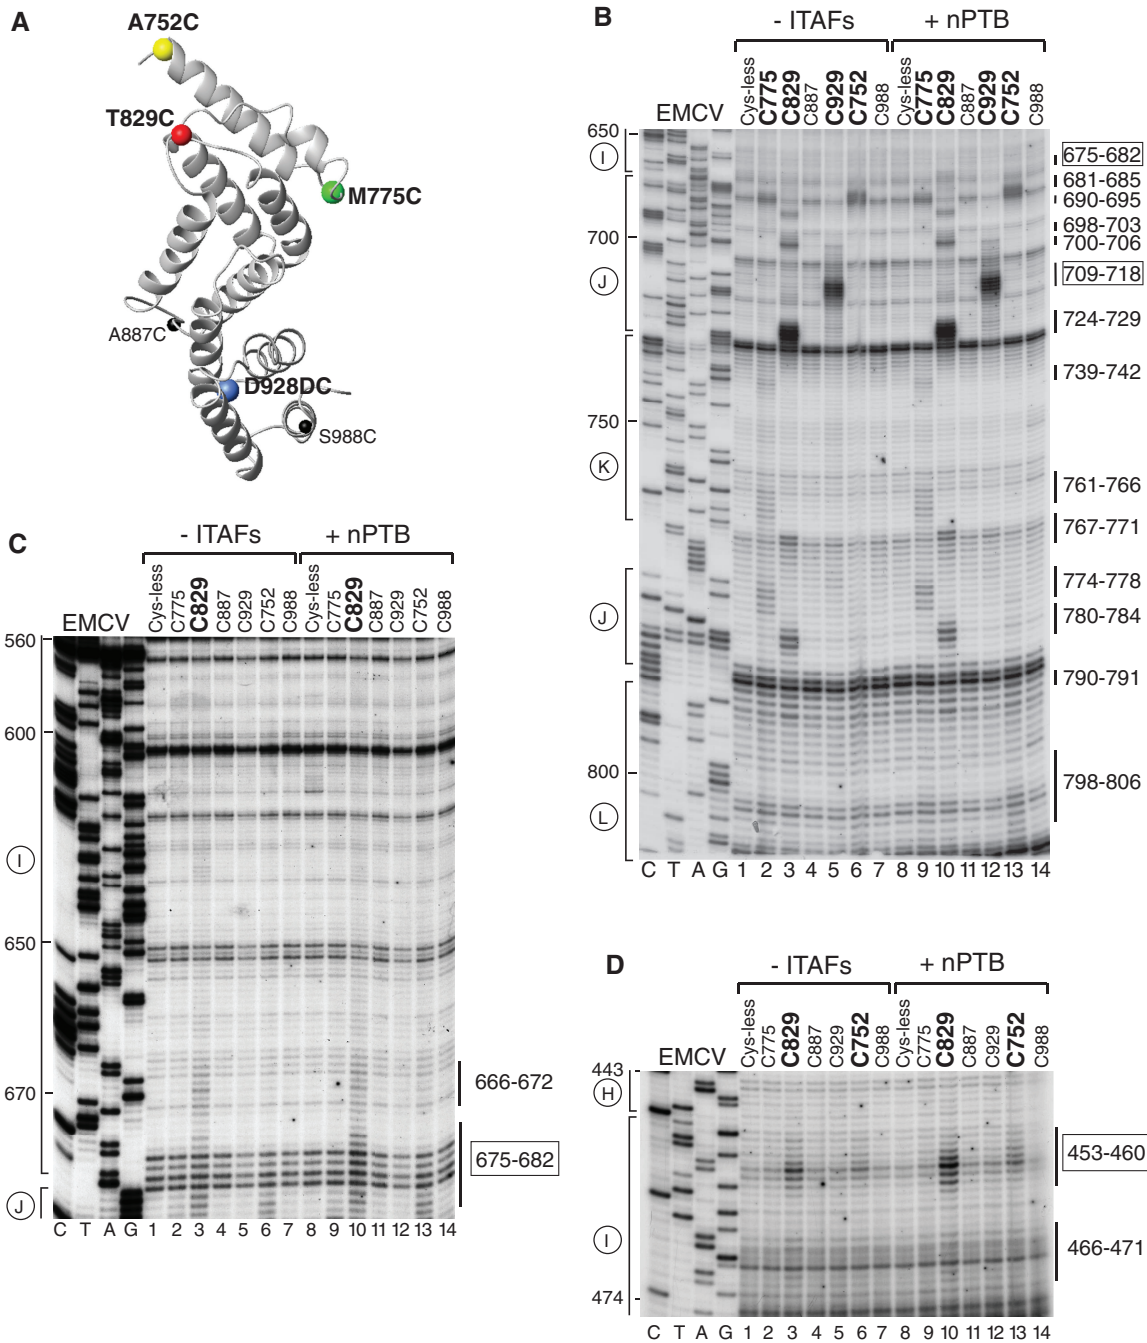 A
A752C
T829C
M775C
A887C
D928DC
S988C
B
- ITAFs
+ nPTB
EMCV
Cys-less
C775
C829
C887
C929
C752
C988
Cys-less
C775
C829
C887
C929
C752
C988
650
700
750
800
I
J
K
J
L
675-682
681-685
690-695
698-703
700-706
709-718
724-729
739-742
761-766
767-771
774-778
780-784
790-791
798-806
C T A G 1 2 3 4 5 6 7 8 9 10 11 12 13 14
C
- ITAFs
+ nPTB
EMCV
Cys-less
C775
C829
C887
C929
C752
C988
Cys-less
C775
C829
C887
C929
C752
C988
560
600
650
670
I
J
666-672
675-682
C T A G 1 2 3 4 5 6 7 8 9 10 11 12 13 14
D
- ITAFs
+ nPTB
EMCV
Cys-less
C775
C829
C887
C929
C752
C988
Cys-less
C775
C829
C887
C929
C752
C988
443
474
H
I
453-460
466-471
C T A G 1 2 3 4 5 6 7 8 9 10 11 12 13 14